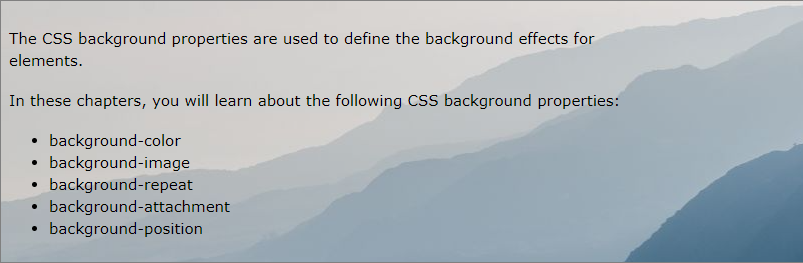 The CSS background properties are used to define the background effects for
elements.
In these chapters, you will learn about the following CSS background properties:
• background-color
• background-image
• background-repeat
• background-attachment
• background-position